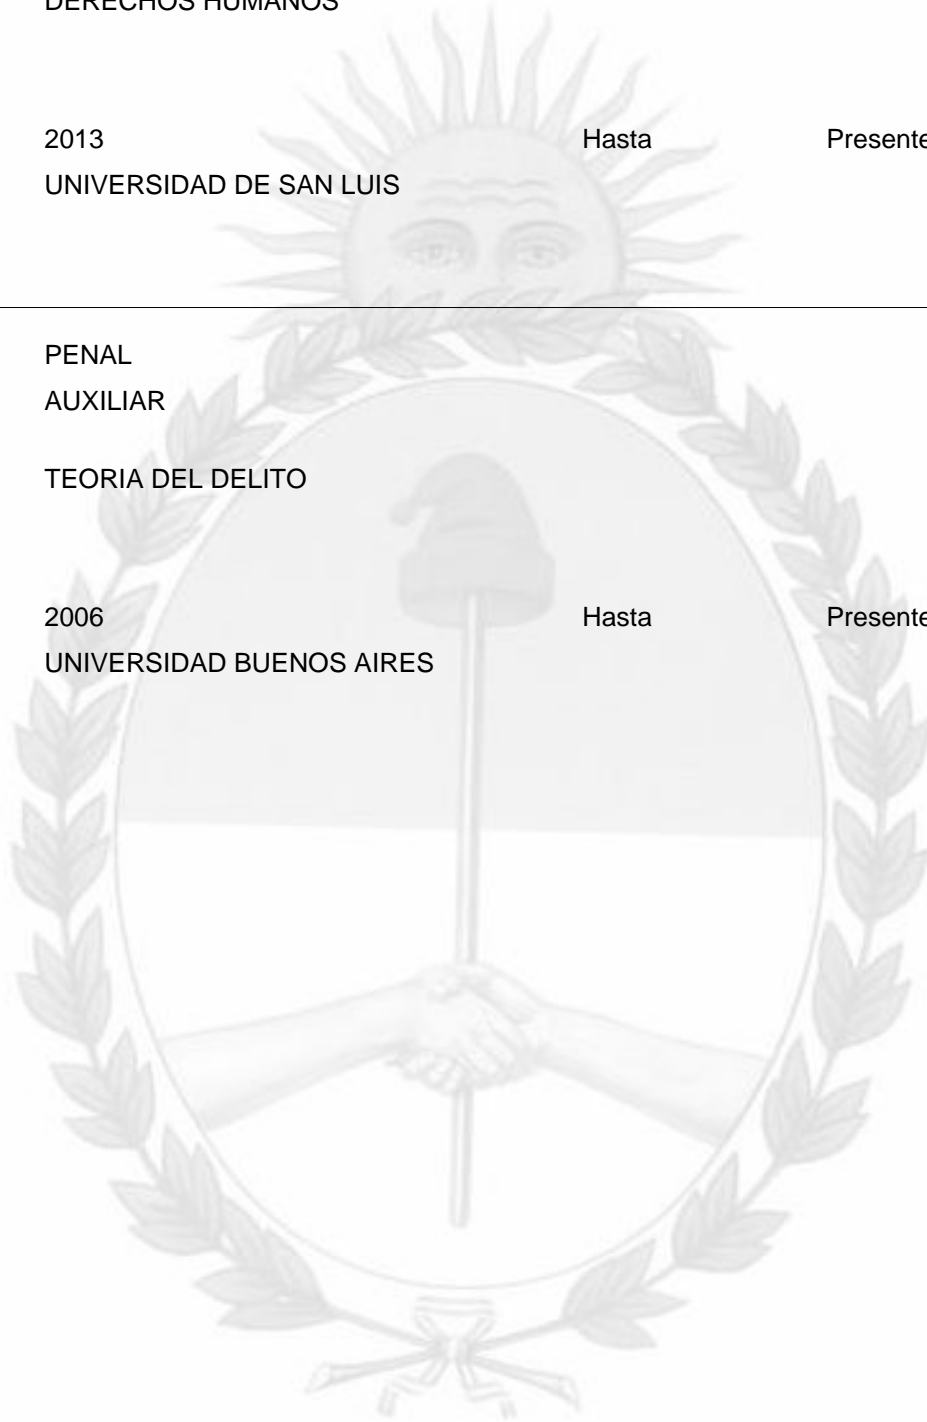 DERECHOS HUMANOS
2013 Hasta Presente
UNIVERSIDAD DE SAN LUIS
PENAL
AUXILIAR
TEORIA DEL DELITO
2006 Hasta Presente
UNIVERSIDAD BUENOS AIRES